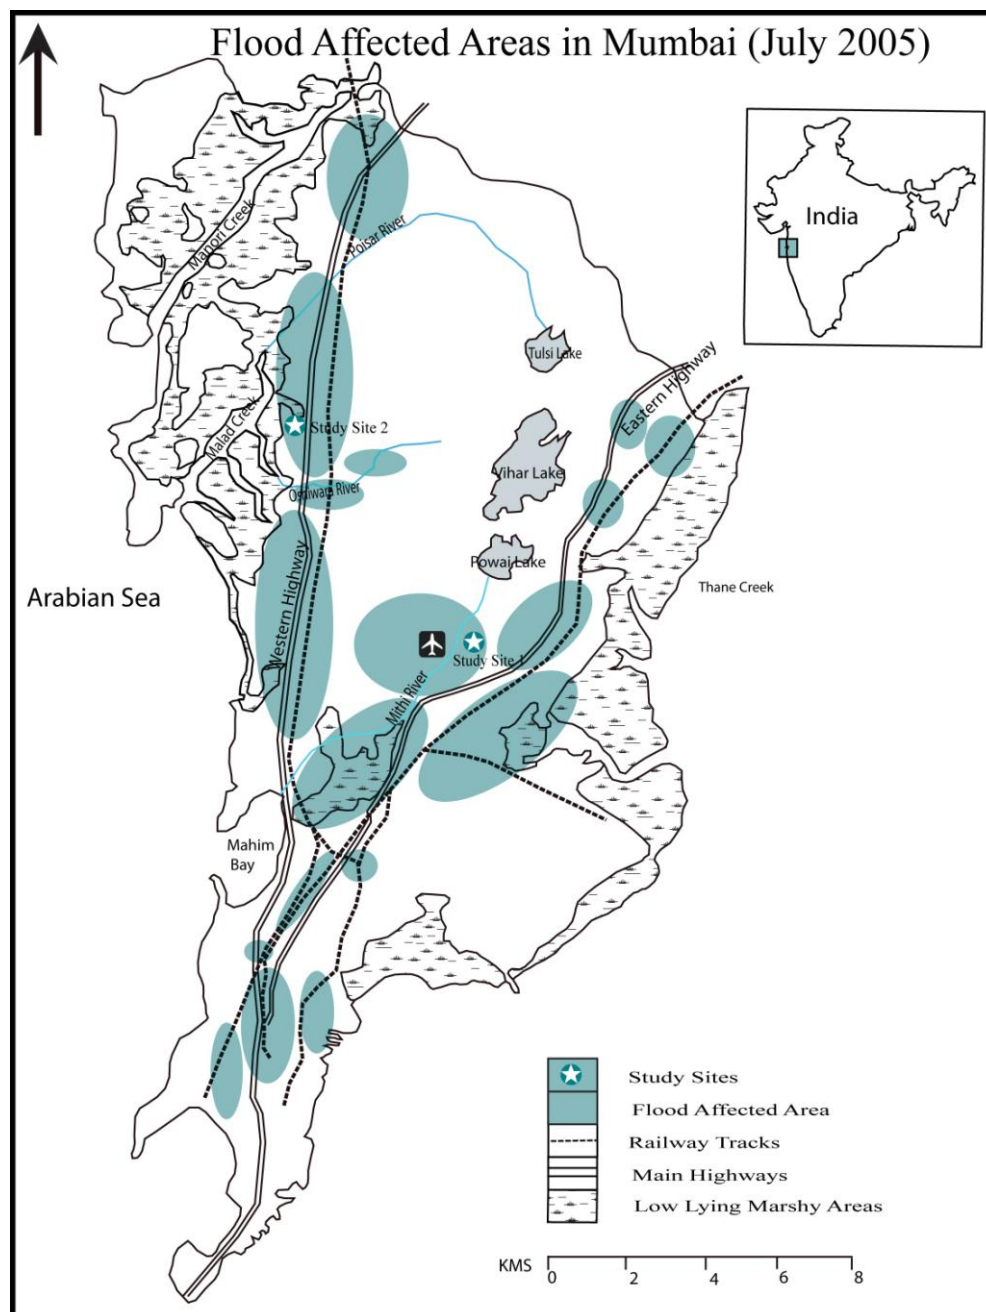 Flood Affected Areas in Mumbai (July 2005)
India
Manori Creek
Poisar River
Tulsi Lake
Eastern Highway
Malad Creek
Study Site 2
Vihar Lake
Oshiwara River
Powai Lake
Thane Creek
Arabian Sea
Western Highway
Study Site 1
Mithi River
Mahim
Bay
Study Sites
Flood Affected Area
Railway Tracks
Main Highways
Low Lying Marshy Areas
KMS
0 2 4 6 8